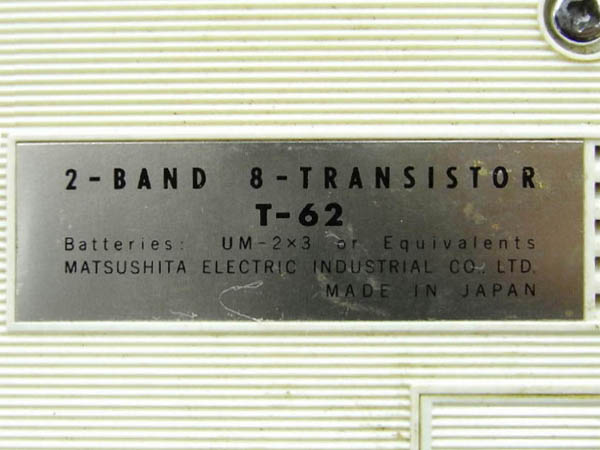 2-BAND 8-TRANSISTOR
T-62
Batteries: UM-2×3 or Equivalents
MATSUSHITA ELECTRIC INDUSTRIAL CO., LTD.
MADE IN JAPAN